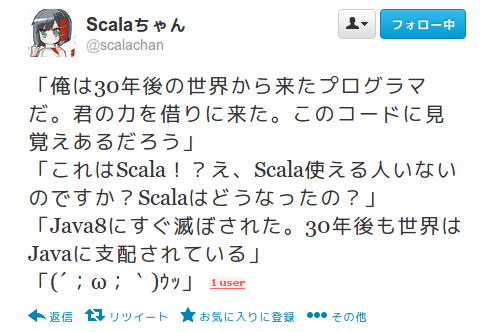 Scalaちゃん
@scalachan
フォロー中
「俺は30年後の世界から来たプログラマ
だ。君の力を借りに来た。このコードに見
覚えあるだろう」
「これはScala！？え、Scala使える人いない
のですか？Scalaはどうなったの？」
「Java8にすぐ滅ぼされた。30年後も世界は
Javaに支配されている」
「(´；ω；｀)ｳｯ」 1 user
返信 リツイート お気に入りに登録 その他